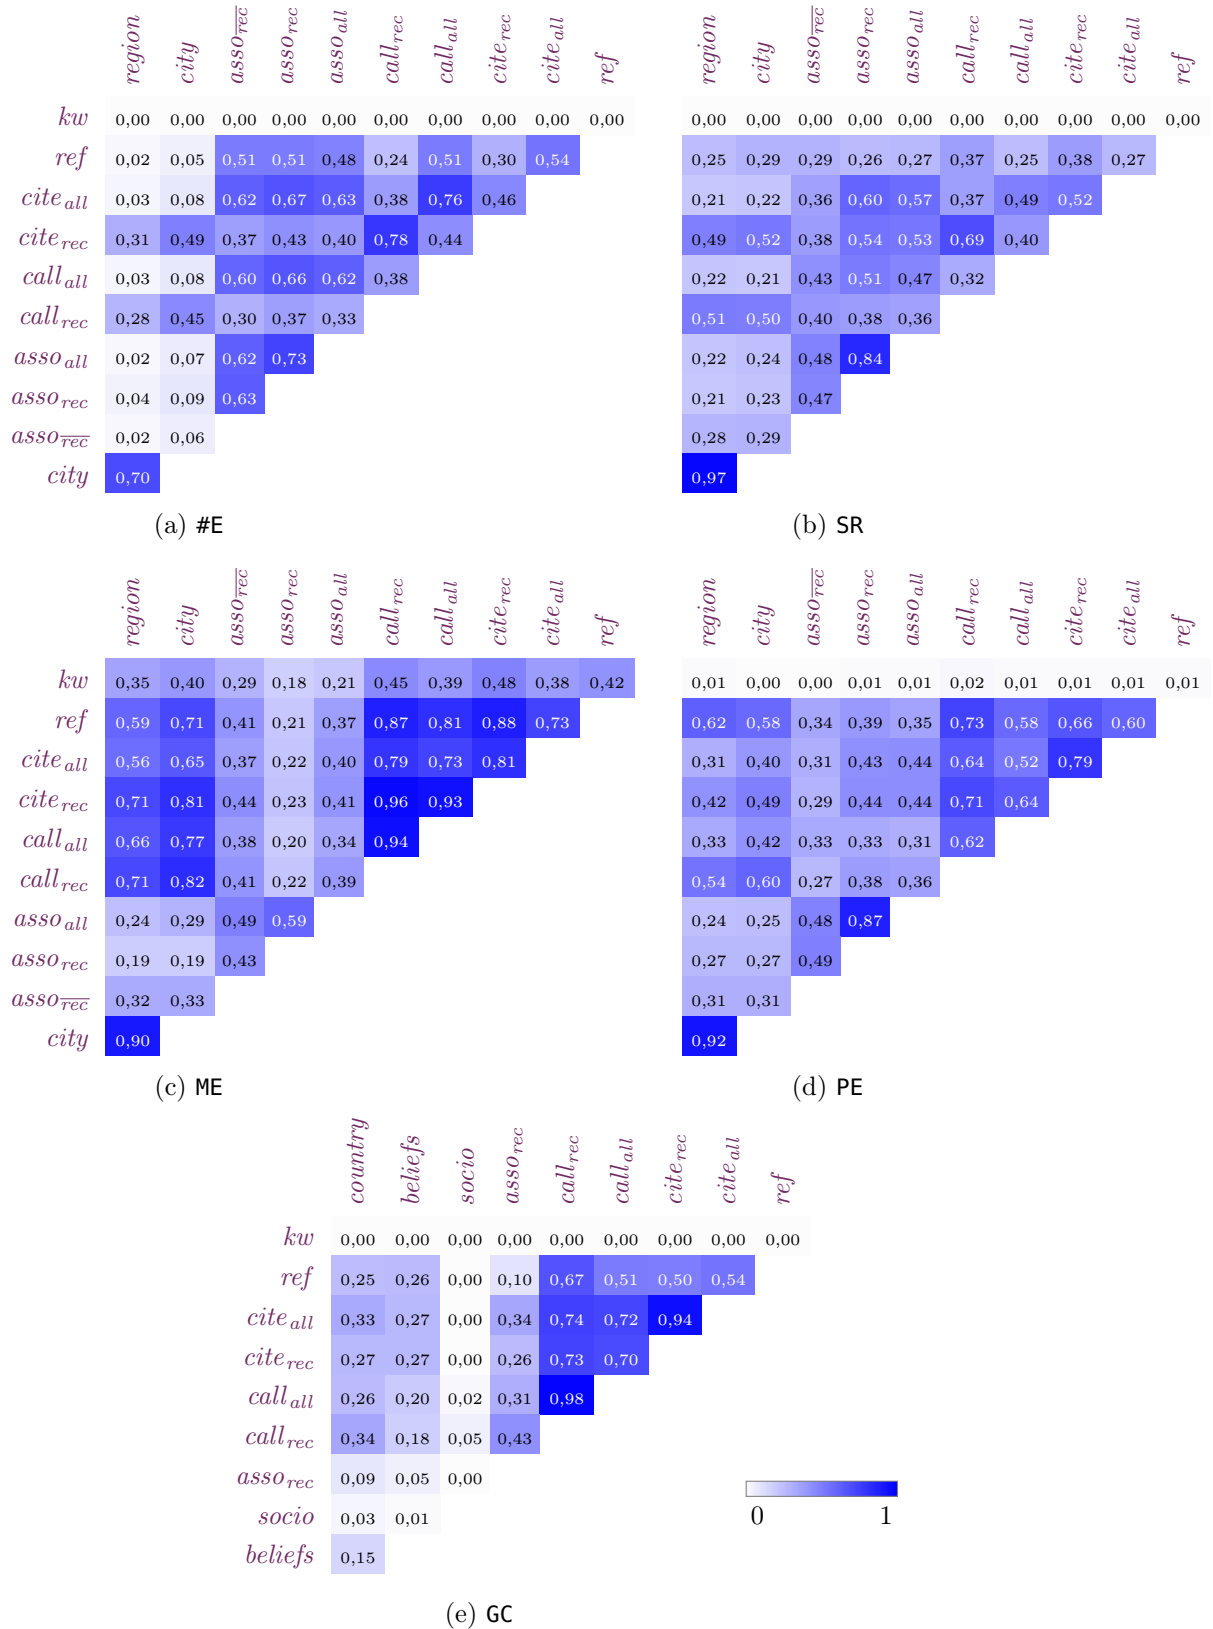 region city asso_rec asso_rec asso_all call_rec call_all cite_rec cite_all ref region city asso_rec asso_rec asso_all call_rec call_all cite_rec cite_all ref
kw 0,00 0,00 0,00 0,00 0,00 0,00 0,00 0,00 0,00 0,00 0,00 0,00 0,00 0,00 0,00 0,00 0,00 0,00 0,00 0,00
ref 0,02 0,05 0,51 0,51 0,48 0,24 0,51 0,30 0,54 0,25 0,29 0,29 0,26 0,27 0,37 0,25 0,38 0,27
cite_all 0,03 0,08 0,62 0,67 0,63 0,38 0,76 0,46 0,21 0,22 0,36 0,60 0,57 0,37 0,49 0,52
cite_rec 0,31 0,49 0,37 0,43 0,40 0,78 0,44 0,49 0,52 0,38 0,54 0,53 0,69 0,40
call_all 0,03 0,08 0,60 0,66 0,62 0,38 0,22 0,21 0,43 0,51 0,47 0,32
call_rec 0,28 0,45 0,30 0,37 0,33 0,51 0,50 0,40 0,38 0,36
asso_all 0,02 0,07 0,62 0,73 0,22 0,24 0,48 0,84
asso_rec 0,04 0,09 0,63 0,21 0,23 0,47
asso_rec 0,02 0,06 0,28 0,29
city 0,70 0,97
(a) #E (b) SR
region city asso_rec asso_rec asso_all call_rec call_all cite_rec cite_all ref region city asso_rec asso_rec asso_all call_rec call_all cite_rec cite_all ref
kw 0,35 0,40 0,29 0,18 0,21 0,45 0,39 0,48 0,38 0,42 0,01 0,00 0,00 0,01 0,01 0,02 0,01 0,01 0,01 0,01
ref 0,59 0,71 0,41 0,21 0,37 0,87 0,81 0,88 0,73 0,62 0,58 0,34 0,39 0,35 0,73 0,58 0,66 0,60
cite_all 0,56 0,65 0,37 0,22 0,40 0,79 0,73 0,81 0,31 0,40 0,31 0,43 0,44 0,64 0,52 0,79
cite_rec 0,71 0,81 0,44 0,23 0,41 0,96 0,93 0,42 0,49 0,29 0,44 0,44 0,71 0,64
call_all 0,66 0,77 0,38 0,20 0,34 0,94 0,33 0,42 0,33 0,33 0,31 0,62
call_rec 0,71 0,82 0,41 0,22 0,39 0,54 0,60 0,27 0,38 0,36
asso_all 0,24 0,29 0,49 0,59 0,24 0,25 0,48 0,87
asso_rec 0,19 0,19 0,43 0,27 0,27 0,49
asso_rec 0,32 0,33 0,31 0,31
city 0,90 0,92
(c) ME (d) PE
country beliefs socio asso_rec call_rec call_all cite_rec cite_all ref
kw 0,00 0,00 0,00 0,00 0,00 0,00 0,00 0,00 0,00
ref 0,25 0,26 0,00 0,10 0,67 0,51 0,50 0,54
cite_all 0,33 0,27 0,00 0,34 0,74 0,72 0,94
cite_rec 0,27 0,27 0,00 0,26 0,73 0,70
call_all 0,26 0,20 0,02 0,31 0,98
call_rec 0,34 0,18 0,05 0,43
asso_rec 0,09 0,05 0,00
socio 0,03 0,01
beliefs 0,15
0 1
(e) GC